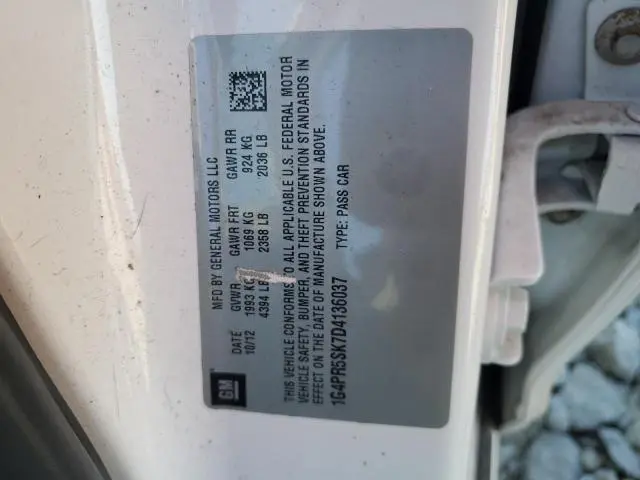 GM
MFD BY GENERAL MOTORS LLC
DATE GVWR GAWR FRT GAWR RR
10/12 1993 KG 1069 KG 924 KG
4394 LB 2358 LB 2036 LB
THIS VEHICLE CONFORMS TO ALL APPLICABLE U.S. FEDERAL MOTOR
VEHICLE SAFETY, BUMPER, AND THEFT PREVENTION STANDARDS IN
EFFECT ON THE DATE OF MANUFACTURE SHOWN ABOVE.
1G4PR5SK7D4136037 TYPE: PASS CAR